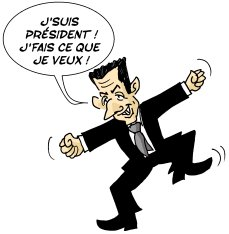 J'SUIS
PRÉSIDENT !
J'FAIS CE QUE
JE VEUX !